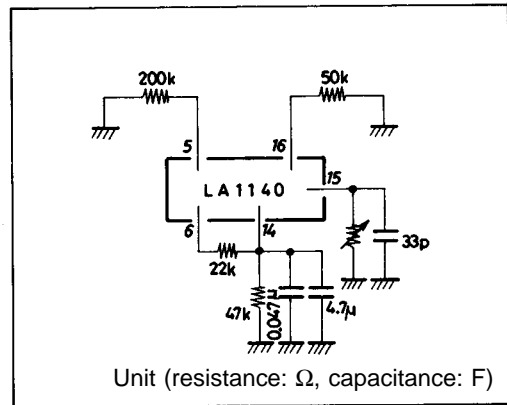 200k
50k
5
16
LA1140
15
6
14
22k
33p
47k
0.047μ
4.7μ
Unit (resistance: Ω, capacitance: F)